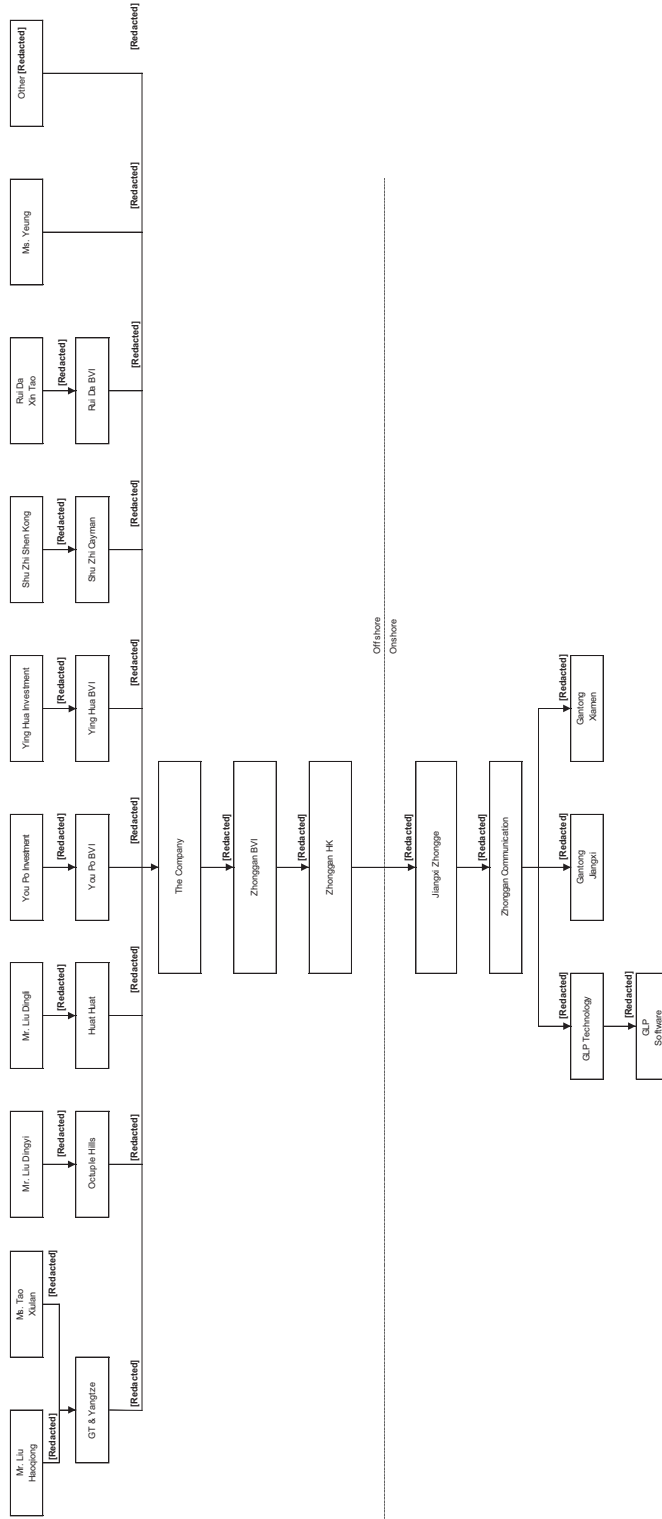 Mr. Liu
Haoqiong
Ms. Tao
Xiulan
Mr. Liu Dingyi
Mr. Liu Dingli
You Po Investment
Ying Hua Investment
Shu Zhi Shen Kong
Rui Da
Xin Tao
Ms. Yeung
Other [Redacted]
[Redacted]
[Redacted]
[Redacted]
[Redacted]
[Redacted]
[Redacted]
[Redacted]
[Redacted]
GT & Yangtze
Octuple Hills
Huat Huat
You Po BVI
Ying Hua BVI
Shu Zhi Cayman
Rui Da BVI
[Redacted]
[Redacted]
[Redacted]
[Redacted]
[Redacted]
[Redacted]
[Redacted]
[Redacted]
[Redacted]
The Company
[Redacted]
Zhonggan BVI
[Redacted]
Zhonggan HK
Offshore
Onshore
[Redacted]
Jiangxi Zhongge
[Redacted]
Zhonggan Communication
[Redacted]
[Redacted]
[Redacted]
GLP Technology
Gantong
Jiangxi
Gantong
Xiamen
[Redacted]
GLP
Software